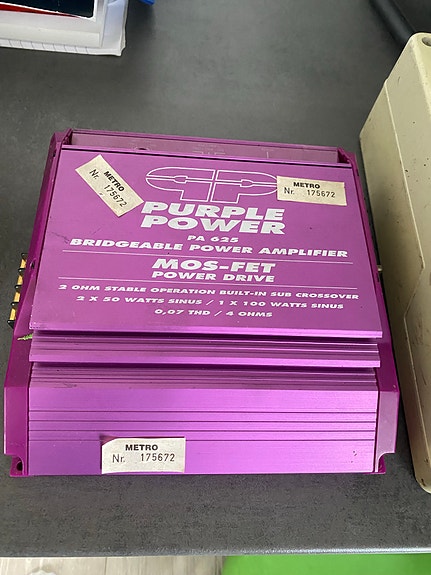 METRO
Nr. 175672
METRO
Nr. 175672
PURPLE
POWER
PA 625
BRIDGEABLE POWER AMPLIFIER
MOS-FET
POWER DRIVE
2 OHM STABLE OPERATION BUILT-IN SUB CROSSOVER
2 X 50 WATTS SINUS / 1 X 100 WATTS SINUS
0,07 THD / 4 OHMS
METRO
Nr. 175672